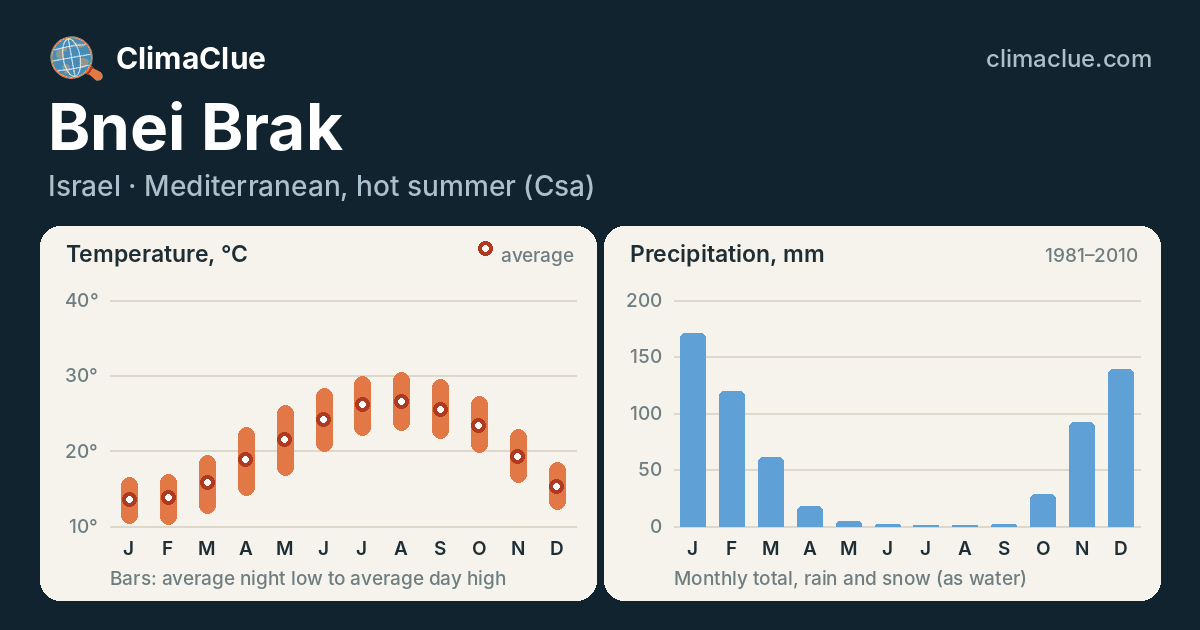 ClimaClue
climaclue.com
Bnei Brak
Israel · Mediterranean, hot summer (Csa)
Temperature, °C
average
40°
30°
20°
10°
J F M A M J J A S O N D
Bars: average night low to average day high
Precipitation, mm
1981–2010
200
150
100
50
0
J F M A M J J A S O N D
Monthly total, rain and snow (as water)